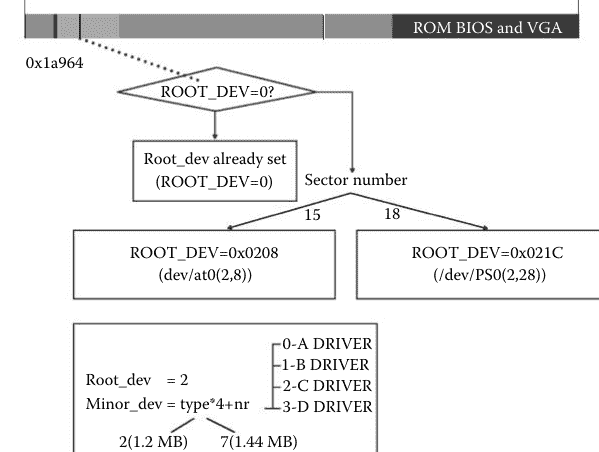 ROM BIOS and VGA
0x1a964
ROOT_DEV=0?
Root_dev already set
(ROOT_DEV=0)
Sector number
15
18
ROOT_DEV=0x0208
(dev/at0(2,8))
ROOT_DEV=0x021C
(/dev/PS0(2,28))
0-A DRIVER
1-B DRIVER
2-C DRIVER
3-D DRIVER
Root_dev = 2
Minor_dev = type*4+nr
2(1.2 MB) 7(1.44 MB)